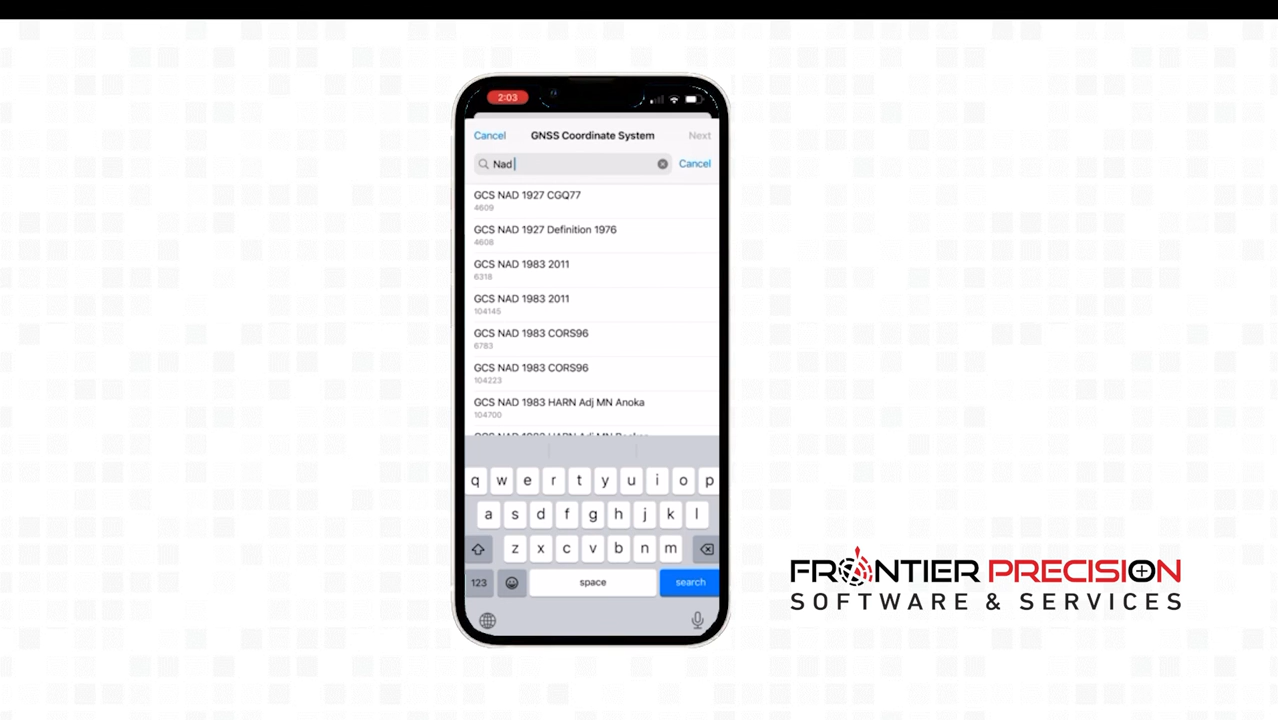 2:03
Cancel GNSS Coordinate System Next
Nad Cancel
GCS NAD 1927 CGQ77
4609
GCS NAD 1927 Definition 1976
4608
GCS NAD 1983 2011
6318
GCS NAD 1983 2011
104145
GCS NAD 1983 CORS96
6783
GCS NAD 1983 CORS96
104223
GCS NAD 1983 HARN Adj MN Anoka
104700
q w e r t y u i o p
a s d f g h j k l
z x c v b n m
123 space search
FRONTIER PRECISION
SOFTWARE & SERVICES